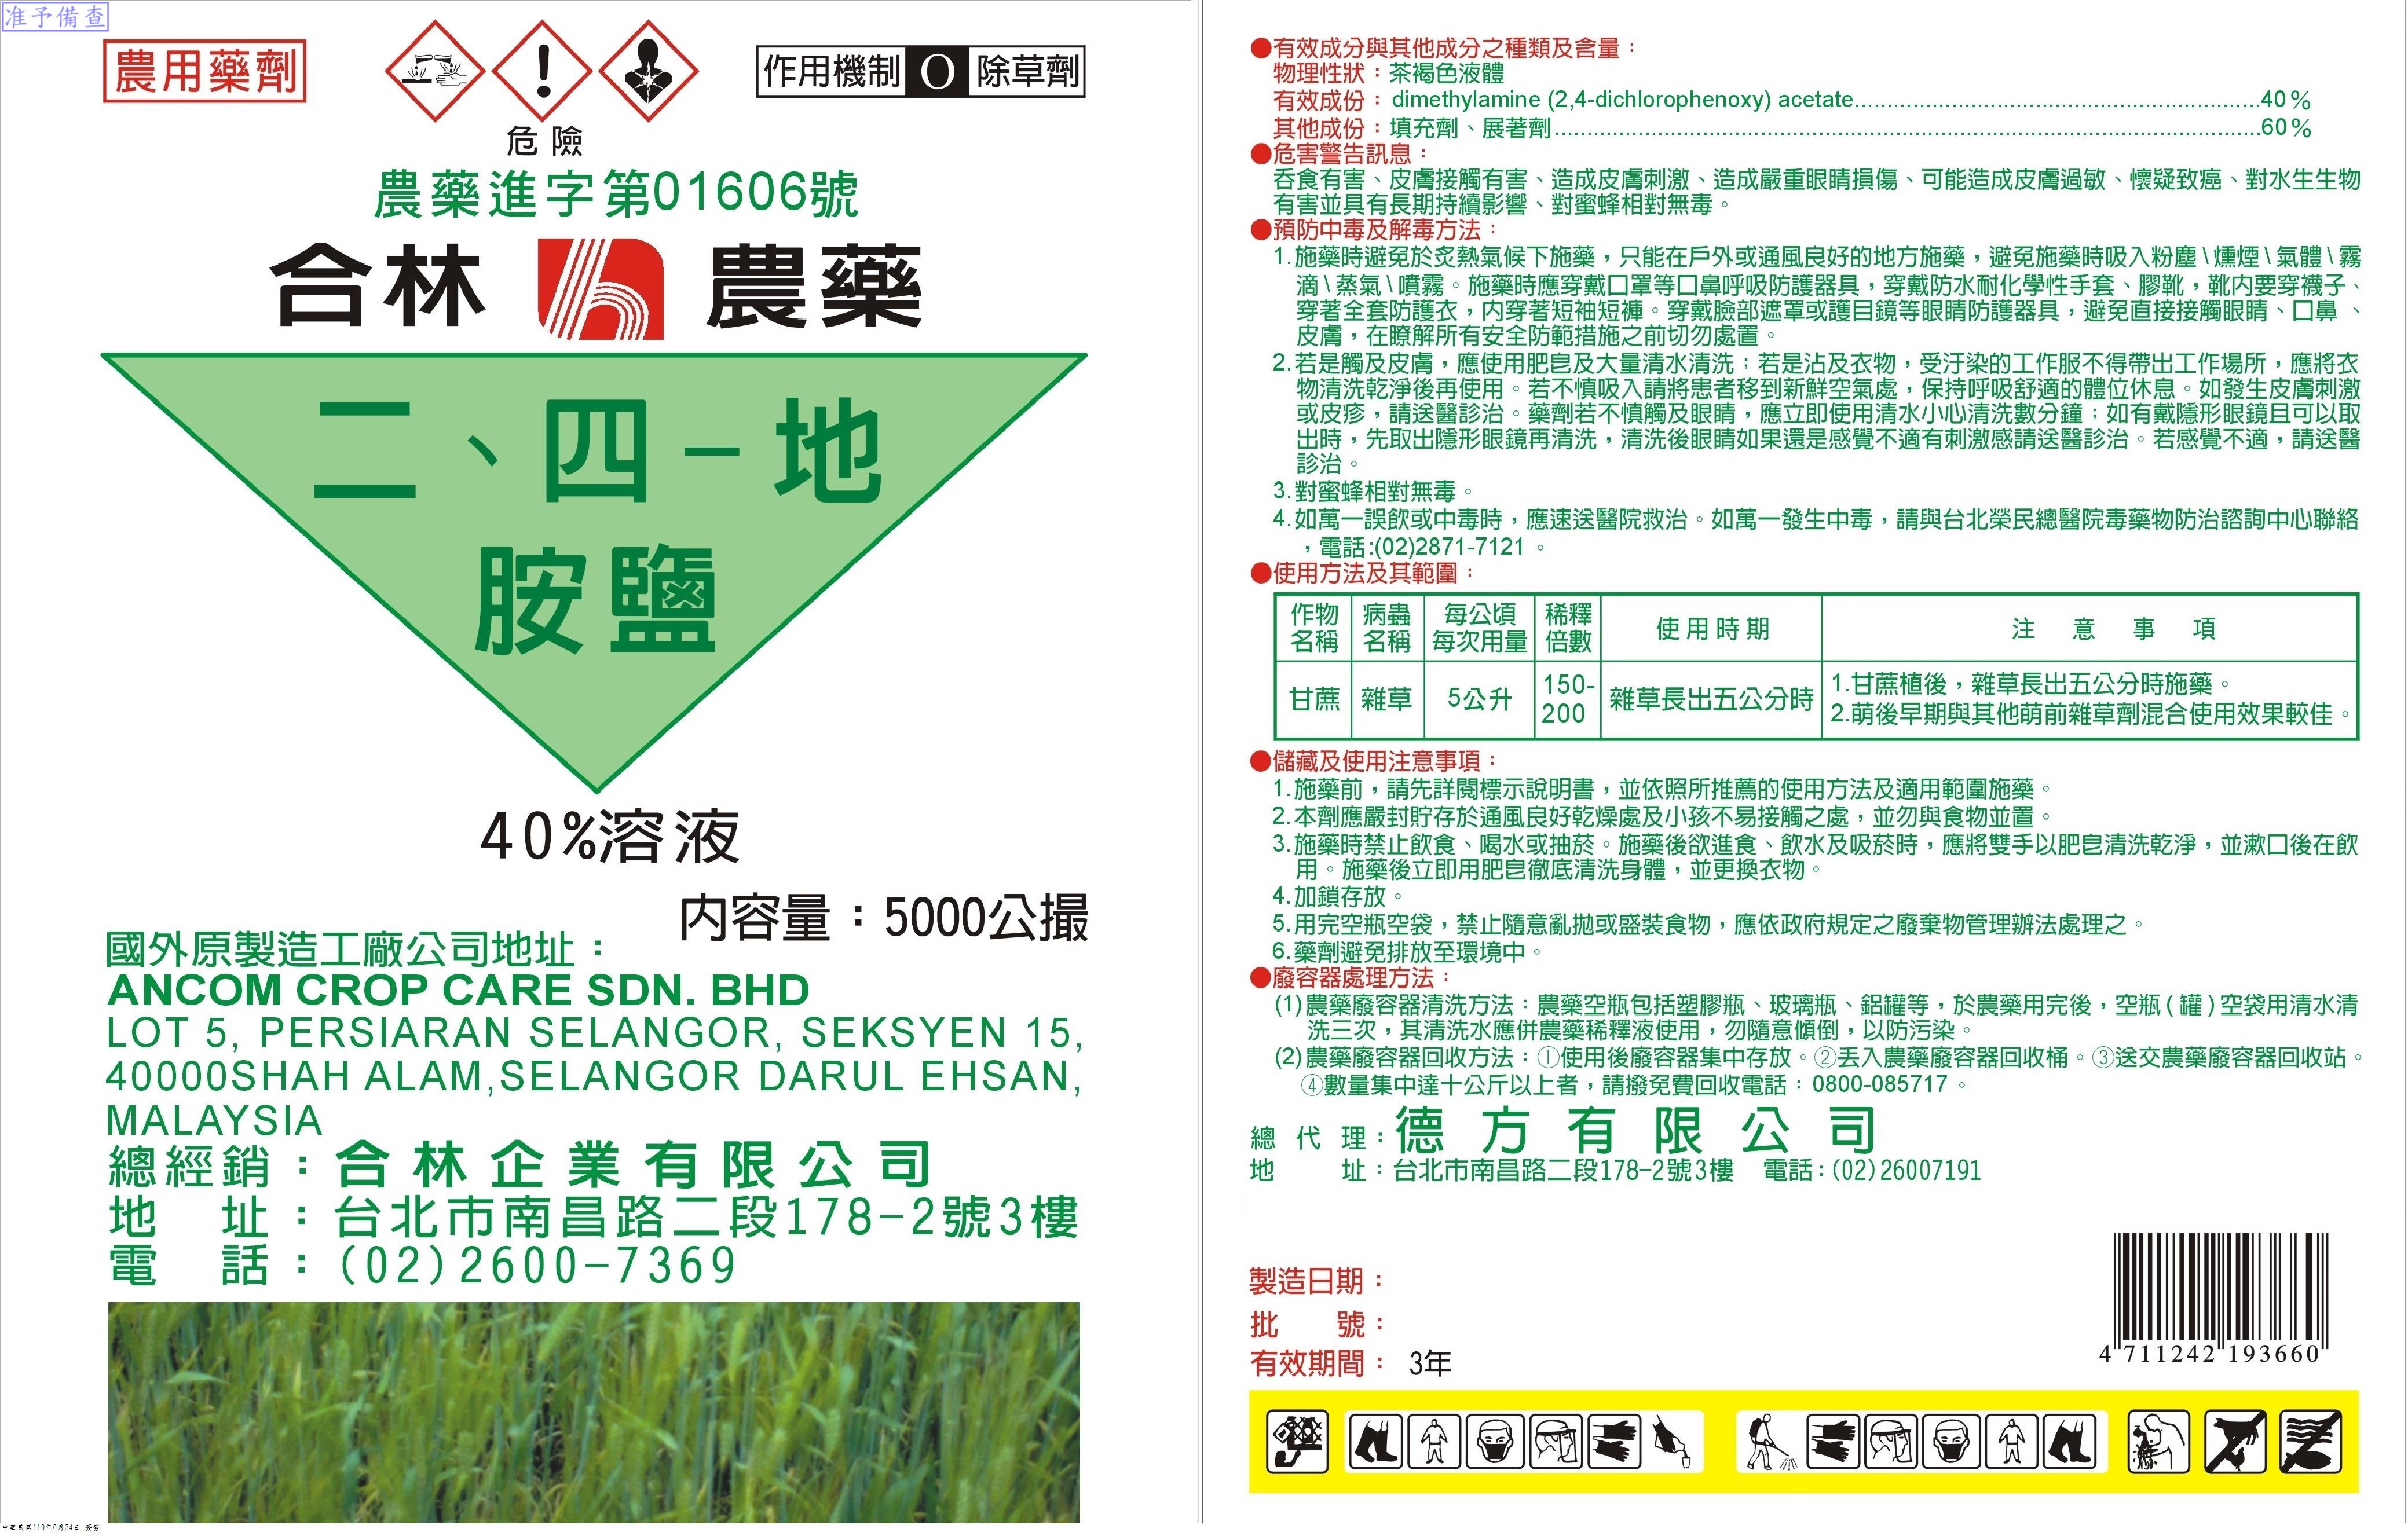 准予備查
農用藥劑
危險
作用機制 O 除草劑
農藥進字第01606號
合林 農藥
二、四–地
胺鹽
40%溶液
内容量：5000公撮
國外原製造工廠公司地址：
ANCOM CROP CARE SDN. BHD
LOT 5, PERSIARAN SELANGOR, SEKSYEN 15,
40000SHAH ALAM,SELANGOR DARUL EHSAN,
MALAYSIA
總經銷：合林企業有限公司
地　址：台北市南昌路二段178-2號3樓
電　話：(02)2600-7369
中華民國110年6月24日 簽發
●有效成分與其他成分之種類及含量：
物理性狀：茶褐色液體
有效成份：dimethylamine (2,4-dichlorophenoxy) acetate..............................................................40%
其他成份：填充劑、展著劑............................................................................................................60%
●危害警告訊息：
吞食有害、皮膚接觸有害、造成皮膚刺激、造成嚴重眼睛損傷、可能造成皮膚過敏、懷疑致癌、對水生生物
有害並具有長期持續影響、對蜜蜂相對無毒。
●預防中毒及解毒方法：
1.施藥時避免於炙熱氣候下施藥，只能在戶外或通風良好的地方施藥，避免施藥時吸入粉塵\燻煙\氣體\霧
滴\蒸氣\噴霧。施藥時應穿戴口罩等口鼻呼吸防護器具，穿戴防水耐化學性手套、膠靴，靴内要穿襪子、
穿著全套防護衣，内穿著短袖短褲。穿戴臉部遮罩或護目鏡等眼睛防護器具，避免直接接觸眼睛、口鼻、
皮膚，在瞭解所有安全防範措施之前切勿處置。
2.若是觸及皮膚，應使用肥皂及大量清水清洗；若是沾及衣物，受汙染的工作服不得帶出工作場所，應將衣
物清洗乾淨後再使用。若不慎吸入請將患者移到新鮮空氣處，保持呼吸舒適的體位休息。如發生皮膚刺激
或皮疹，請送醫診治。藥劑若不慎觸及眼睛，應立即使用清水小心清洗數分鐘；如有戴隱形眼鏡且可以取
出時，先取出隱形眼鏡再清洗，清洗後眼睛如果還是感覺不適有刺激感請送醫診治。若感覺不適，請送醫
診治。
3.對蜜蜂相對無毒。
4.如萬一誤飲或中毒時，應速送醫院救治。如萬一發生中毒，請與台北榮民總醫院毒藥物防治諮詢中心聯絡
，電話:(02)2871-7121。
●使用方法及其範圍：
作物名稱 病蟲名稱 每公頃每次用量 稀釋倍數 使用時期 注意事項
甘蔗 雜草 5公升 150-200 雜草長出五公分時 1.甘蔗植後，雜草長出五公分時施藥。
2.萌後早期與其他萌前雜草劑混合使用效果較佳。
●儲藏及使用注意事項：
1.施藥前，請先詳閱標示說明書，並依照所推薦的使用方法及適用範圍施藥。
2.本劑應嚴封貯存於通風良好乾燥處及小孩不易接觸之處，並勿與食物並置。
3.施藥時禁止飲食、喝水或抽菸。施藥後欲進食、飲水及吸菸時，應將雙手以肥皂清洗乾淨，並漱口後在飲
用。施藥後立即用肥皂徹底清洗身體，並更換衣物。
4.加鎖存放。
5.用完空瓶空袋，禁止隨意亂拋或盛裝食物，應依政府規定之廢棄物管理辦法處理之。
6.藥劑避免排放至環境中。
●廢容器處理方法：
(1)農藥廢容器清洗方法：農藥空瓶包括塑膠瓶、玻璃瓶、鋁罐等，於農藥用完後，空瓶(罐)空袋用清水清
洗三次，其清洗水應併農藥稀釋液使用，勿隨意傾倒，以防污染。
(2)農藥廢容器回收方法：①使用後廢容器集中存放。②丟入農藥廢容器回收桶。③送交農藥廢容器回收站。
④數量集中達十公斤以上者，請撥免費回收電話：0800-085717。
總代理：德方有限公司
地　址：台北市南昌路二段178-2號3樓　電話：(02)26007191
製造日期：
批　號：
有效期間：3年
4 711242 193660